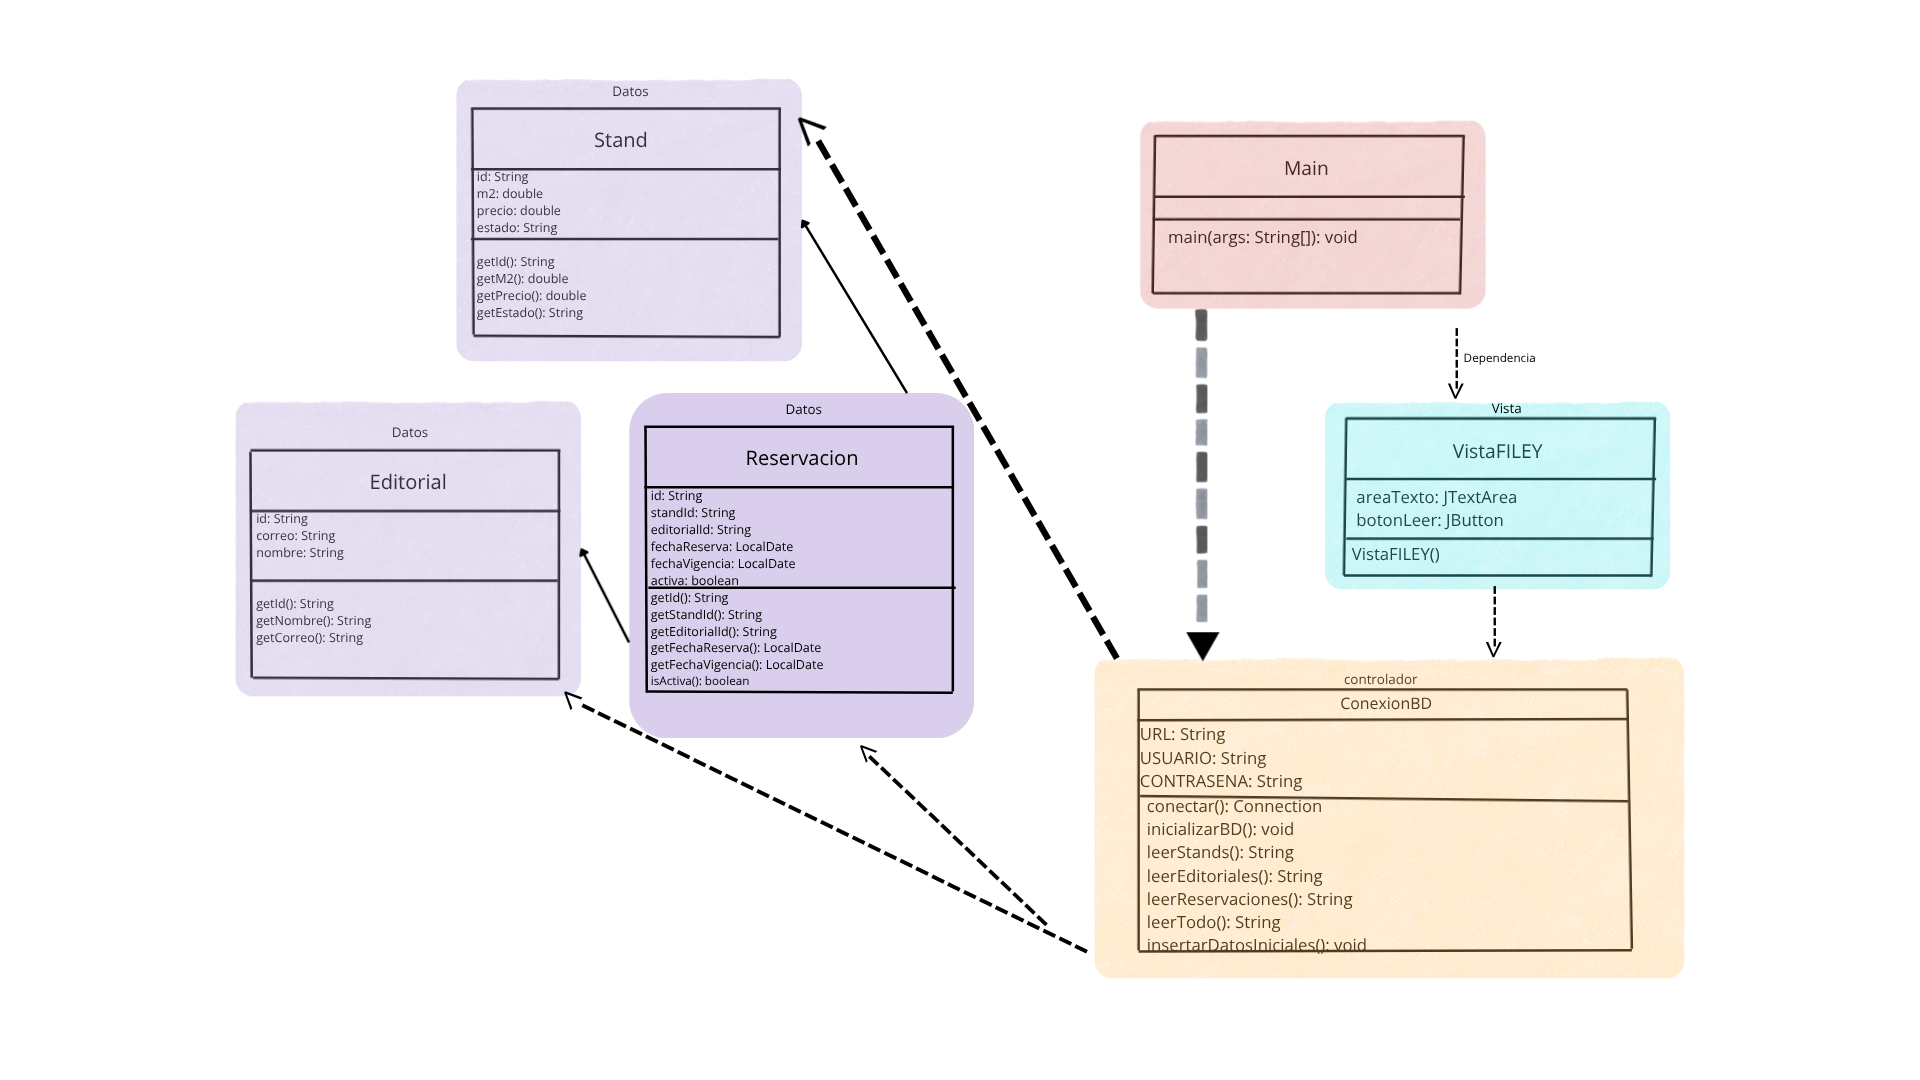 Datos
Stand
id: String
m2: double
precio: double
estado: String
getId(): String
getM2(): double
getPrecio(): double
getEstado(): String
Main
main(args: String[]): void
Dependencia
Datos
Editorial
id: String
correo: String
nombre: String
getId(): String
getNombre(): String
getCorreo(): String
Datos
Reservacion
id: String
standId: String
editorialId: String
fechaReserva: LocalDate
fechaVigencia: LocalDate
activa: boolean
getId(): String
getStandId(): String
getEditorialId(): String
getFechaReserva(): LocalDate
getFechaVigencia(): LocalDate
isActiva(): boolean
Vista
VistaFILEY
areaTexto: JTextArea
botonLeer: JButton
VistaFILEY()
controlador
ConexionBD
URL: String
USUARIO: String
CONTRASENA: String
conectar(): Connection
inicializarBD(): void
leerStands(): String
leerEditoriales(): String
leerReservaciones(): String
leerTodo(): String
insertarDatosIniciales(): void